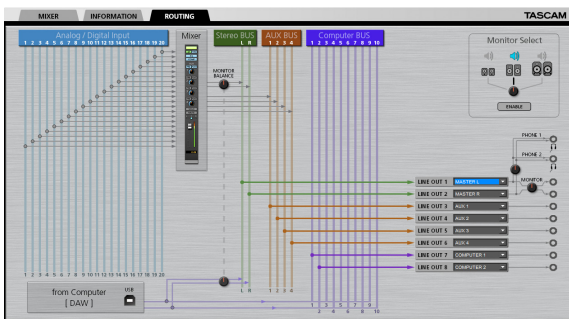 MIXER INFORMATION ROUTING TASCAM
Analog / Digital Input Mixer Stereo BUS AUX BUS Computer BUS Monitor Select
1 2 3 4 5 6 7 8 9 10 11 12 13 14 15 16 17 18 19 20 L R 1 2 3 4 1 2 3 4 5 6 7 8 9 10
MONITOR
BALANCE
ENABLE
PHONE 1
PHONE 2
LINE OUT 1 MASTER L MONITOR
LINE OUT 2 MASTER R
LINE OUT 3 AUX 1
LINE OUT 4 AUX 2
LINE OUT 5 AUX 3
LINE OUT 6 AUX 4
LINE OUT 7 COMPUTER 1
LINE OUT 8 COMPUTER 2
1 2 3 4 5 6 7 8 9 10 11 12 13 14 15 16 17 18 19 20
L R 1 2 3 4
from Computer USB
[ DAW ]
1 3 5 7 9
2 4 6 8 10